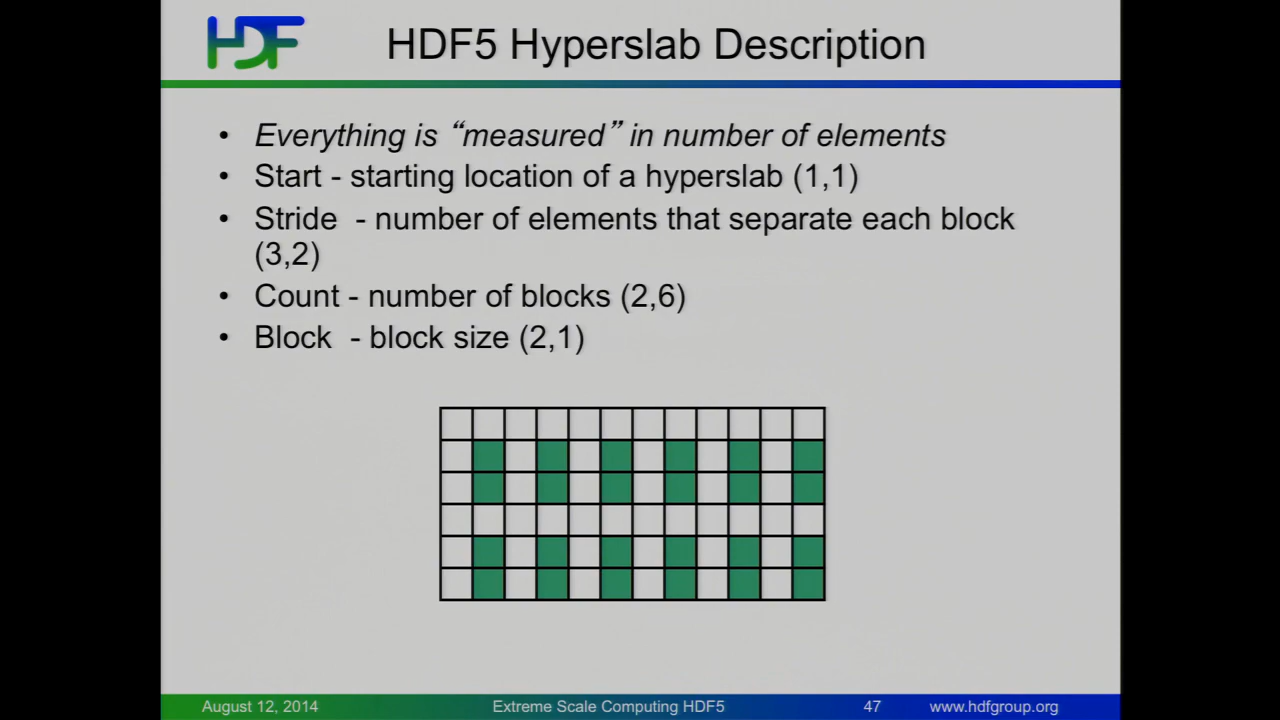 HDF
HDF5 Hyperslab Description
• Everything is “measured” in number of elements
• Start - starting location of a hyperslab (1,1)
• Stride - number of elements that separate each block
(3,2)
• Count - number of blocks (2,6)
• Block - block size (2,1)
August 12, 2014
Extreme Scale Computing HDF5
47
www.hdfgroup.org